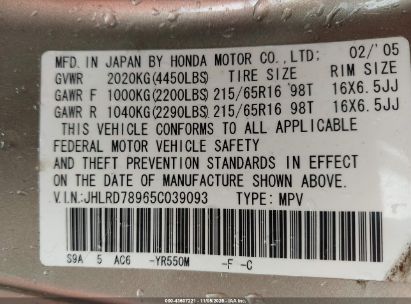 MFD. IN JAPAN BY HONDA MOTOR CO., LTD: 02/'05
GVWR 2020KG(4450LBS) TIRE SIZE RIM SIZE
GAWR F 1000KG(2200LBS) 215/65R16 98T 16X6.5JJ
GAWR R 1040KG(2290LBS) 215/65R16 98T 16X6.5JJ
THIS VEHICLE CONFORMS TO ALL APPLICABLE
FEDERAL MOTOR VEHICLE SAFETY
AND THEFT PREVENTION STANDARDS IN EFFECT
ON THE DATE OF MANUFACTURE SHOWN ABOVE.
V.I.N:JHLRD78965C039093 TYPE: MPV
S9A 5 AC6 -YR550M -F -C